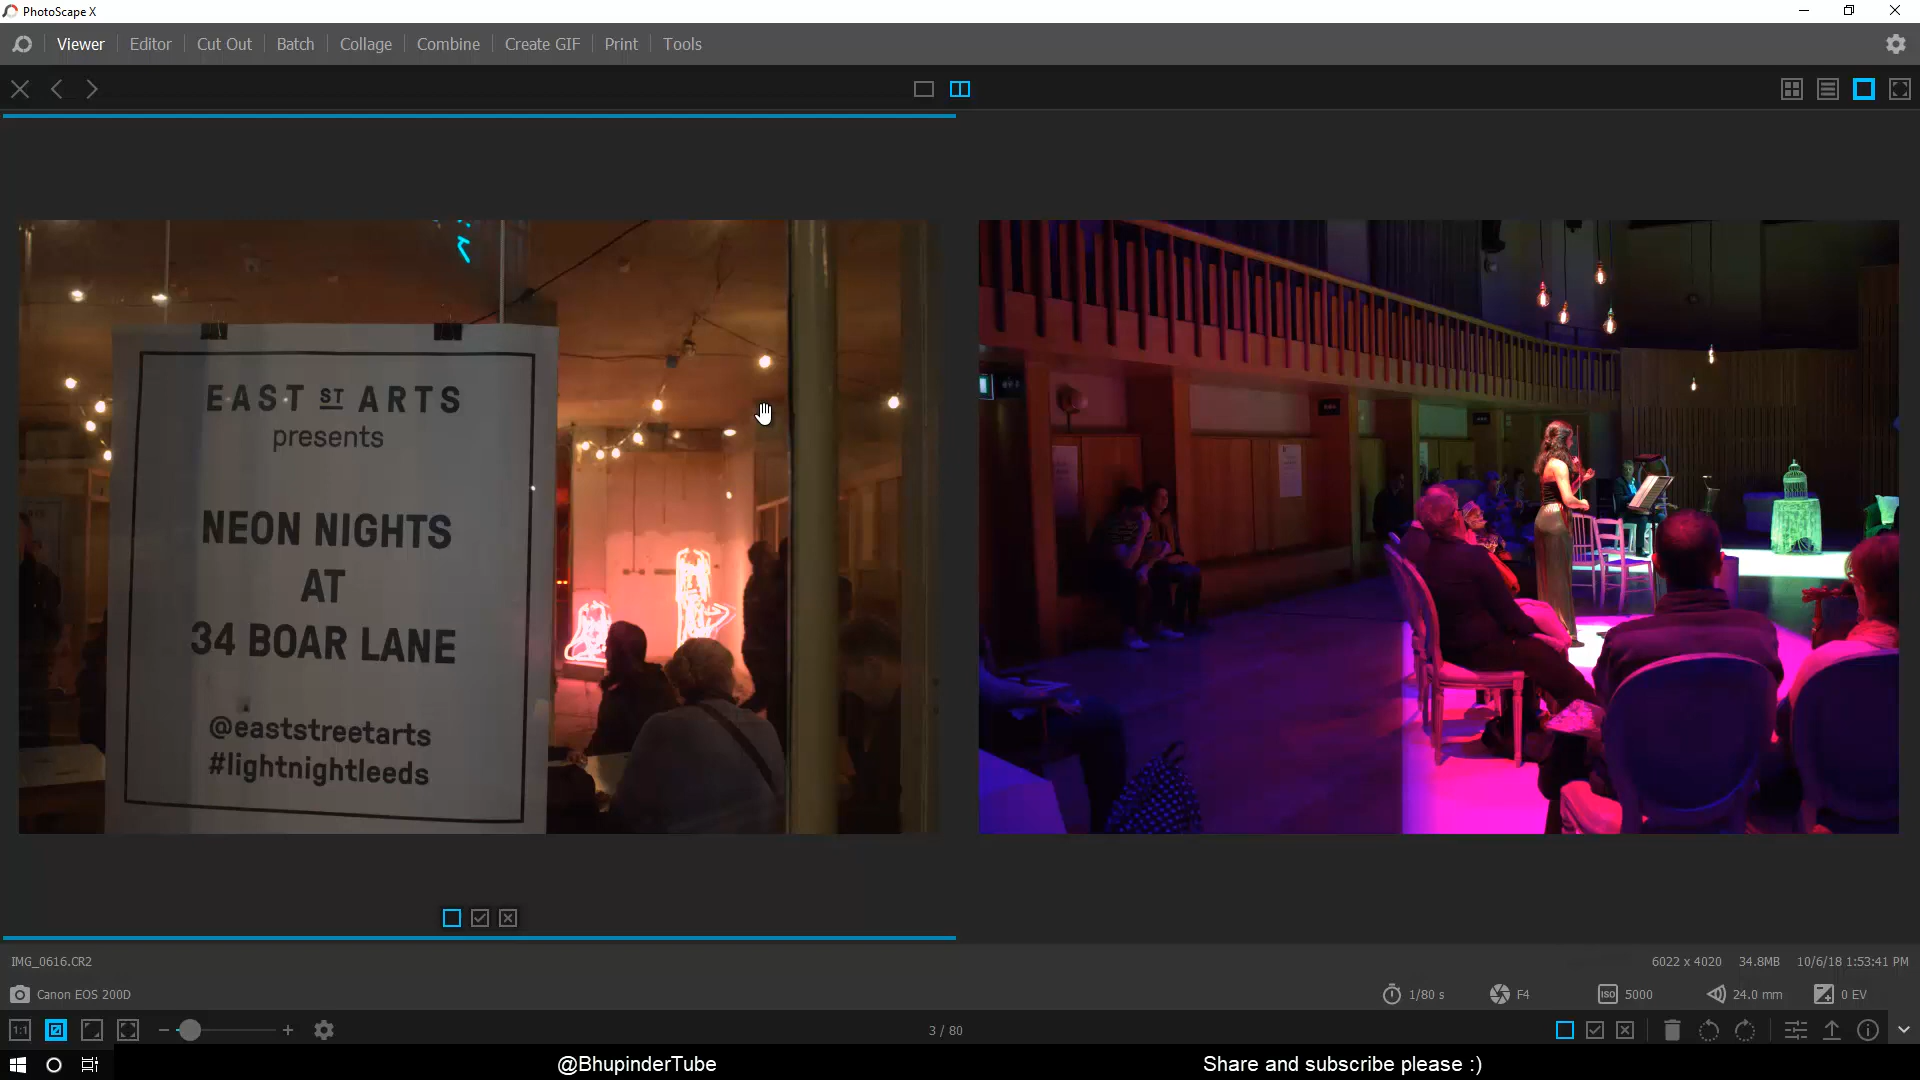 PhotoScape X
Viewer Editor Cut Out Batch Collage Combine Create GIF Print Tools
EAST ST ARTS
presents
NEON NIGHTS
AT
34 BOAR LANE
@eaststreetarts
#lightnightleeds
IMG_0616.CR2
6022 x 4020 34.8MB 10/6/18 1:53:41 PM
Canon EOS 200D
1/80 s F4 ISO 5000 24.0 mm 0 EV
1:1
3 / 80
@BhupinderTube
Share and subscribe please :)